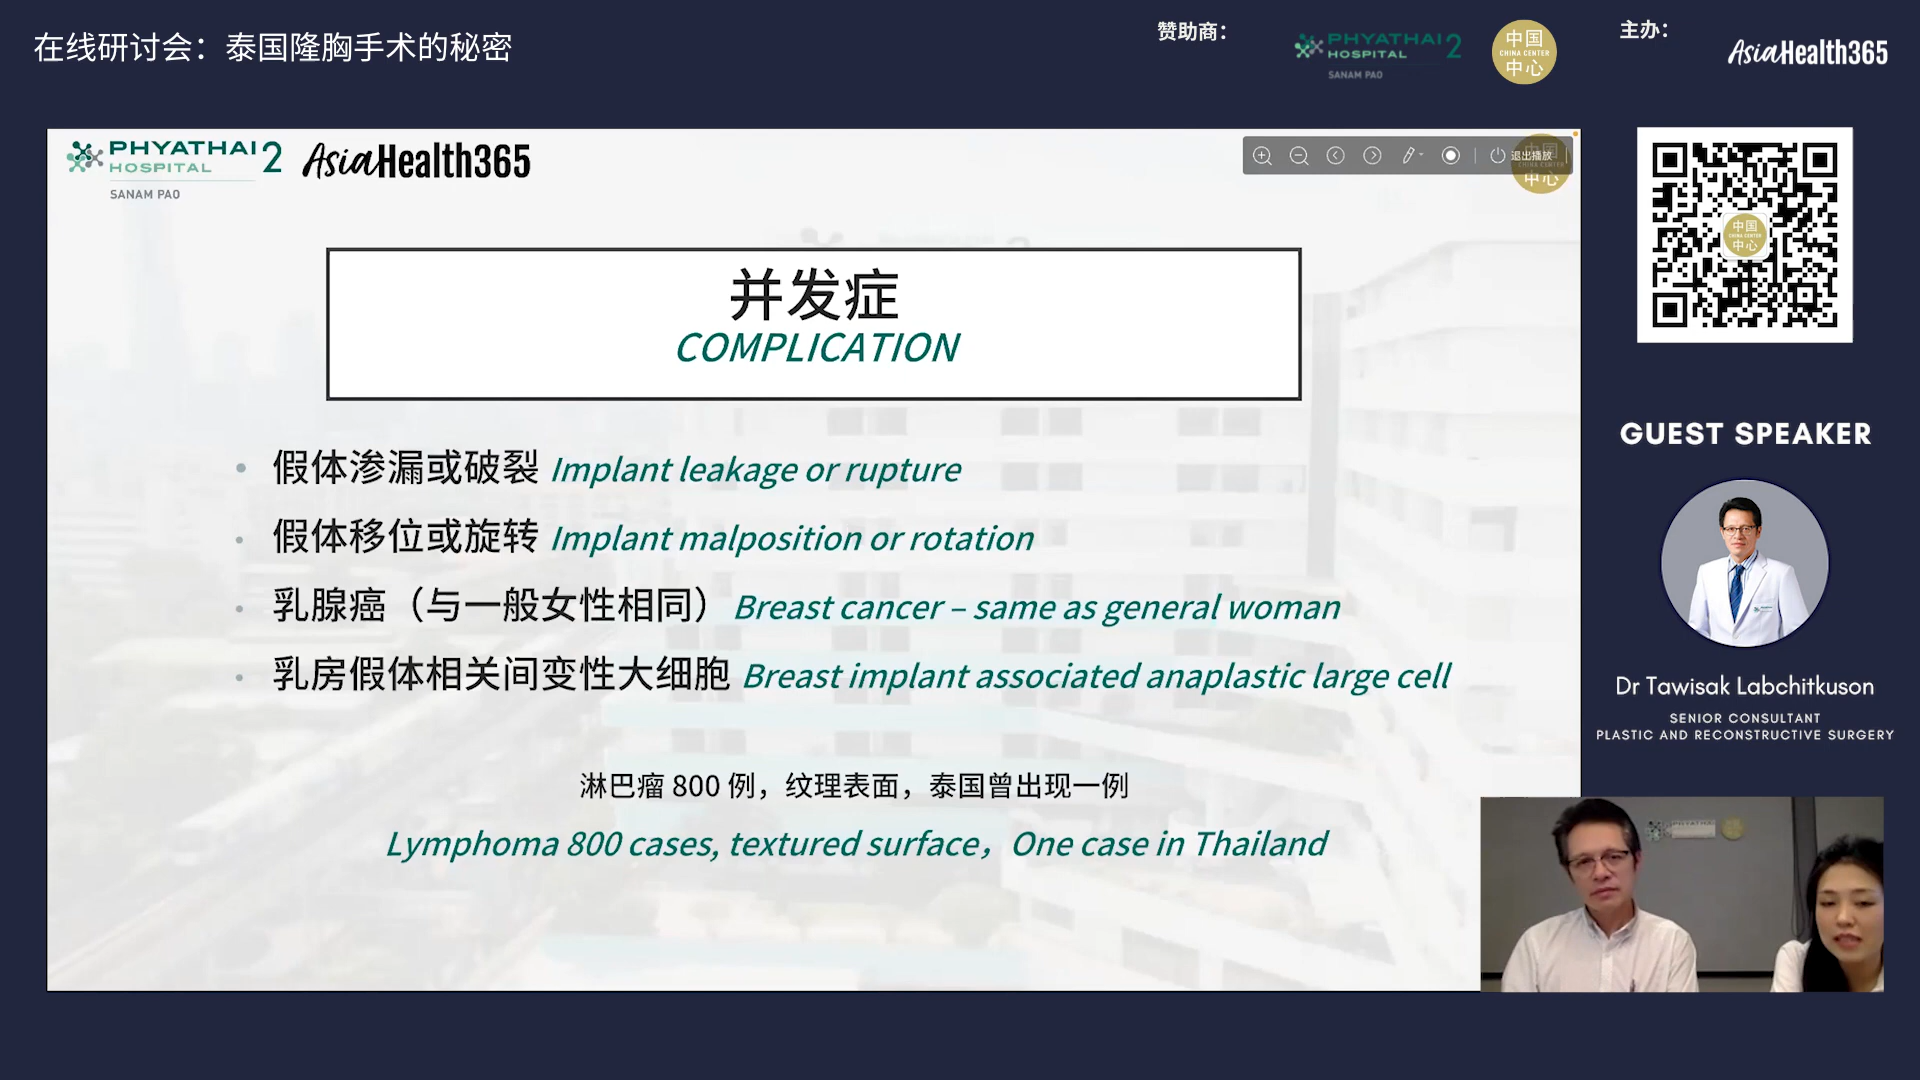 在线研讨会：泰国隆胸手术的秘密
赞助商：
PHYATHAI 2
HOSPITAL
SANAM PAO
中国
CHINA CENTER
中心
主办：
AsiaHealth365
PHYATHAI 2
HOSPITAL
SANAM PAO
AsiaHealth365
退出播放
中心
并发症
COMPLICATION
• 假体渗漏或破裂 Implant leakage or rupture
• 假体移位或旋转 Implant malposition or rotation
• 乳腺癌（与一般女性相同） Breast cancer – same as general woman
• 乳房假体相关间变性大细胞 Breast implant associated anaplastic large cell
淋巴瘤 800 例，纹理表面，泰国曾出现一例
Lymphoma 800 cases, textured surface，One case in Thailand
中国
CHINA CENTER
中心
GUEST SPEAKER
Dr Tawisak Labchitkuson
SENIOR CONSULTANT
PLASTIC AND RECONSTRUCTIVE SURGERY